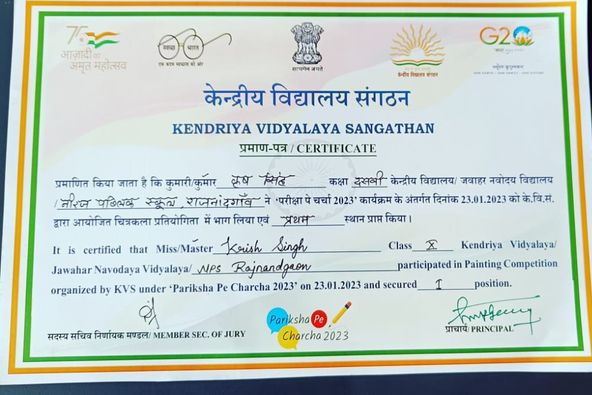 75
आज़ादी का
अमृत महोत्सव
स्वच्छ भारत
एक कदम स्वच्छता की ओर
सत्यमेव जयते
केन्द्रीय विद्यालय संगठन
G20
केन्द्रीय विद्यालय संगठन
KENDRIYA VIDYALAYA SANGATHAN
प्रमाण-पत्र / CERTIFICATE
प्रमाणित किया जाता है कि कुमारी/कुमार क्रष सिंह कक्षा दसवी केन्द्रीय विद्यालय/ जवाहर नवोदय विद्यालय
/ नीरज पब्लिक स्कूल राजनांदगाँव ने 'परीक्षा पे चर्चा 2023' कार्यक्रम के अंतर्गत दिनांक 23.01.2023 को के.वि.सं.
द्वारा आयोजित चित्रकला प्रतियोगिता में भाग लिया एवं प्रथम स्थान प्राप्त किया।
It is certified that Miss/Master Krish Singh Class X Kendriya Vidyalaya/
Jawahar Navodaya Vidyalaya/ NPS Rajnandgaon participated in Painting Competition
organized by KVS under 'Pariksha Pe Charcha 2023' on 23.01.2023 and secured I position.
Pariksha Pe
Charcha 2023
सदस्य सचिव निर्णायक मण्डल/ MEMBER SEC. OF JURY
प्राचार्य/ PRINCIPAL